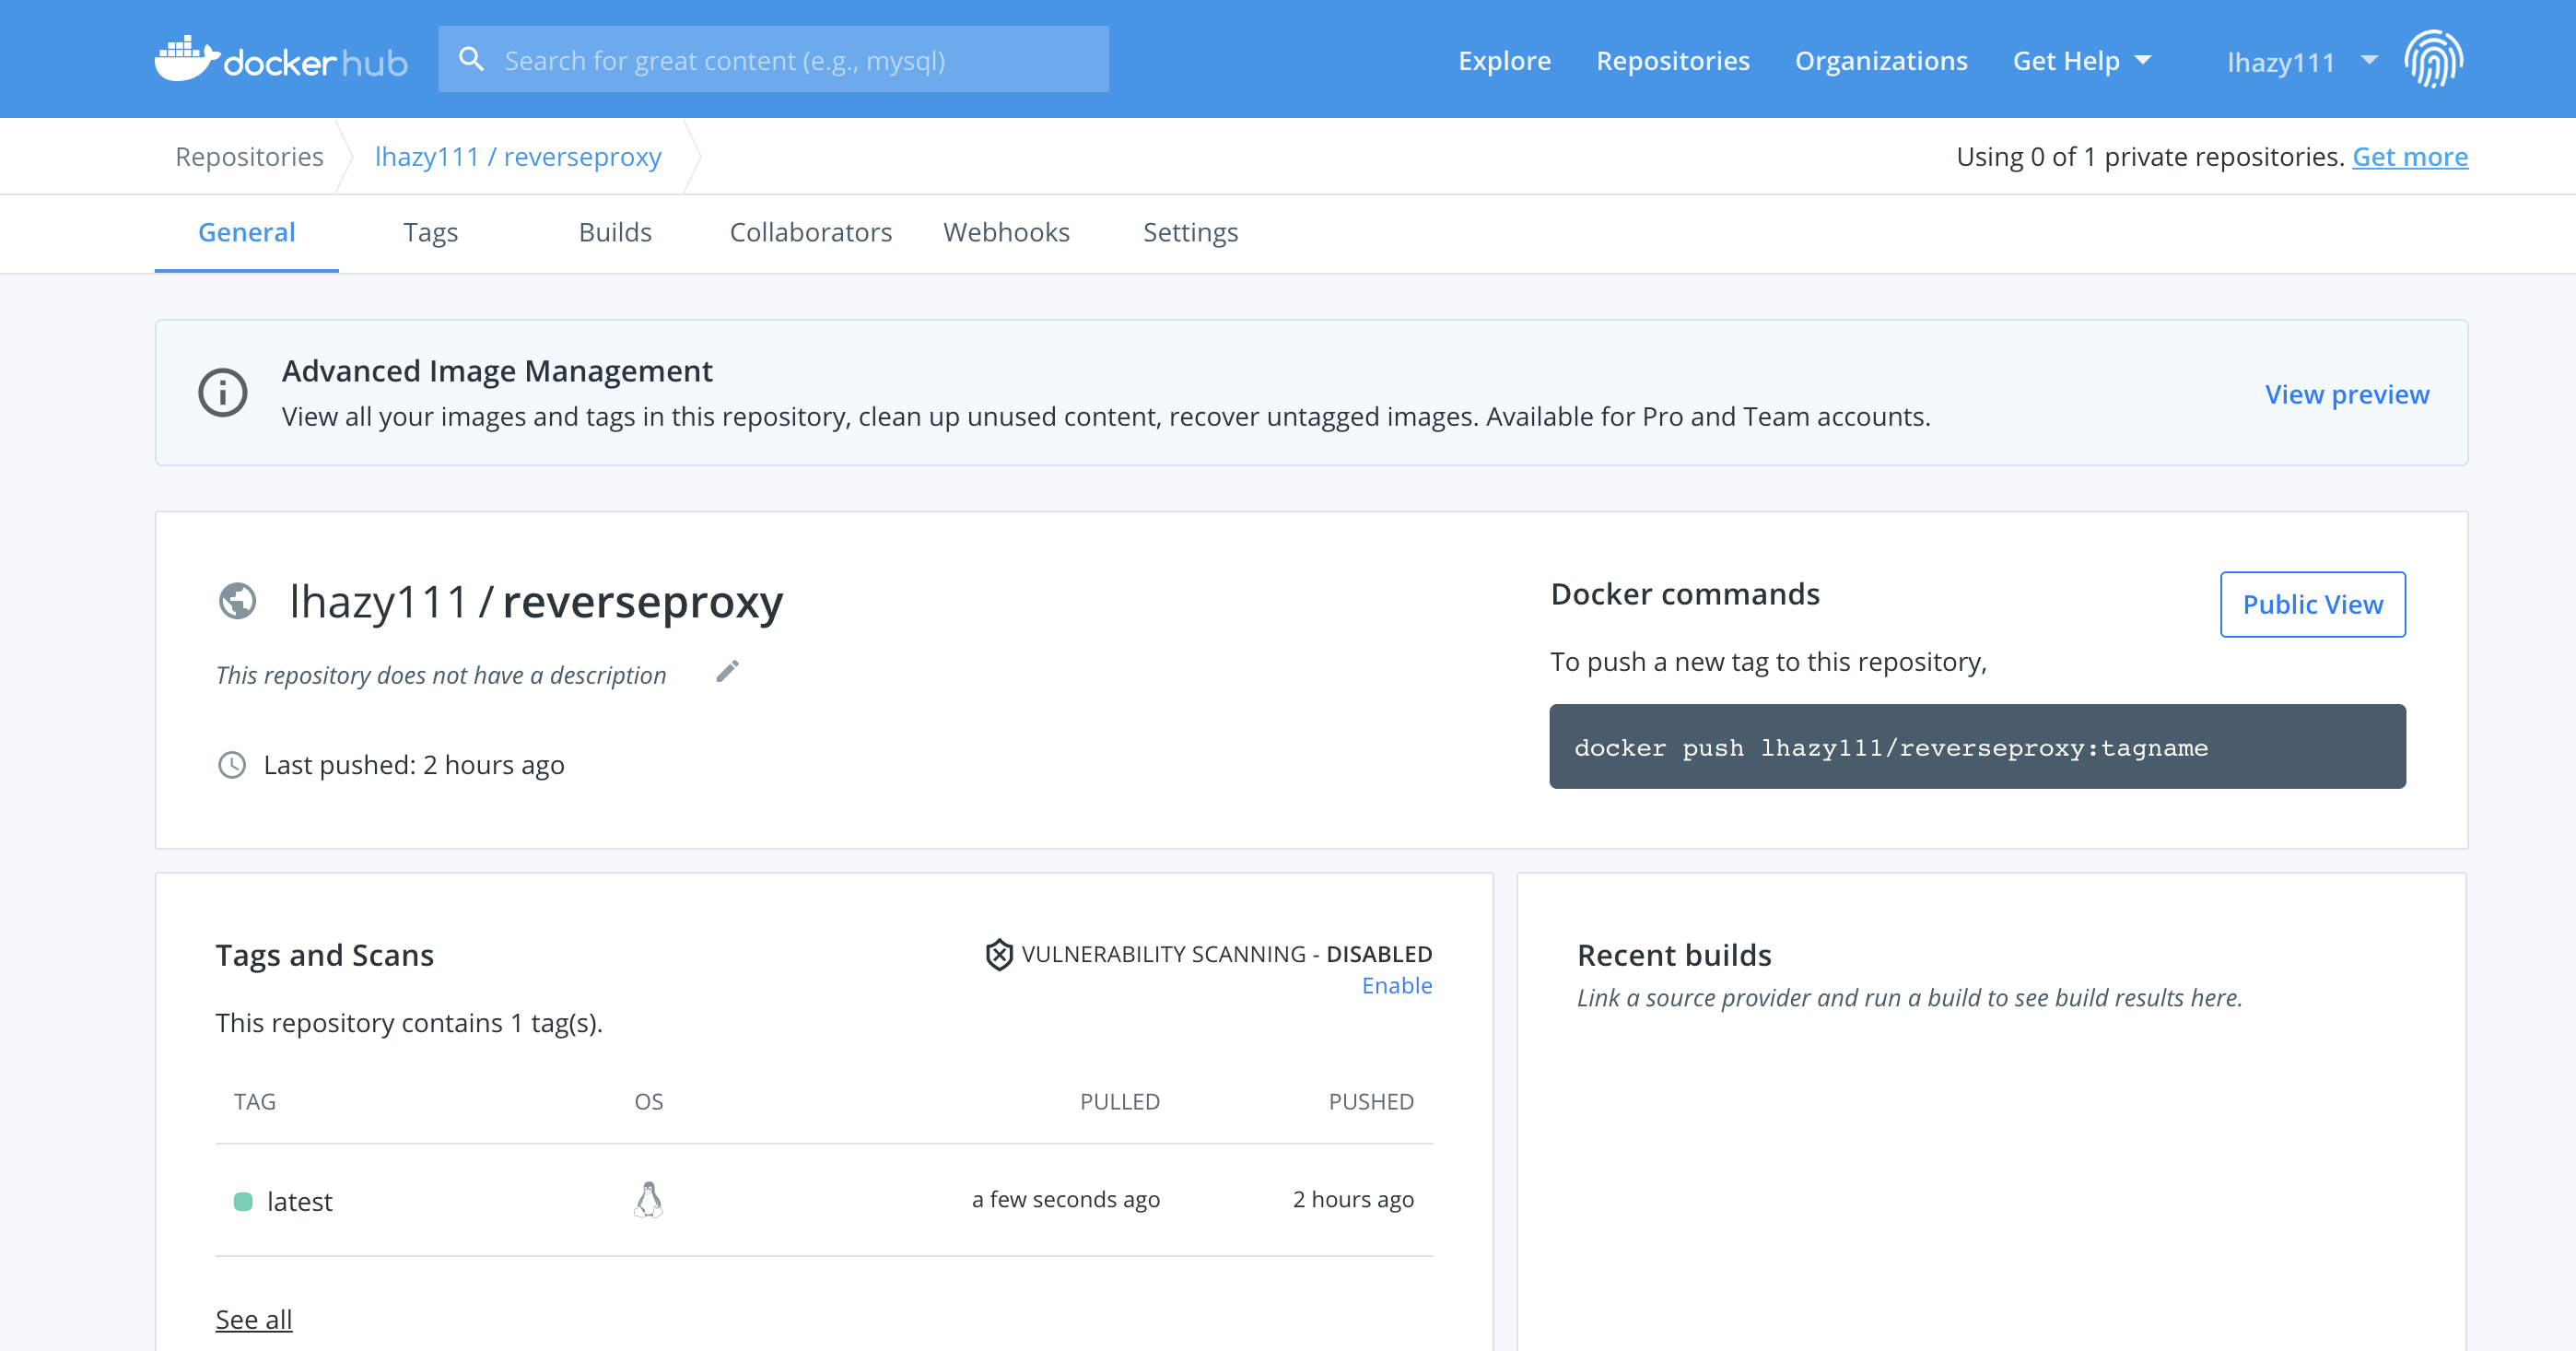 docker hub
Search for great content (e.g., mysql)
Explore
Repositories
Organizations
Get Help
lhazy111
Repositories
lhazy111 / reverseproxy
Using 0 of 1 private repositories. Get more
General
Tags
Builds
Collaborators
Webhooks
Settings
Advanced Image Management
View all your images and tags in this repository, clean up unused content, recover untagged images. Available for Pro and Team accounts.
View preview
lhazy111 / reverseproxy
This repository does not have a description
Last pushed: 2 hours ago
Docker commands
Public View
To push a new tag to this repository,
docker push lhazy111/reverseproxy:tagname
Tags and Scans
VULNERABILITY SCANNING - DISABLED
Enable
This repository contains 1 tag(s).
TAG
OS
PULLED
PUSHED
latest
a few seconds ago
2 hours ago
See all
Recent builds
Link a source provider and run a build to see build results here.